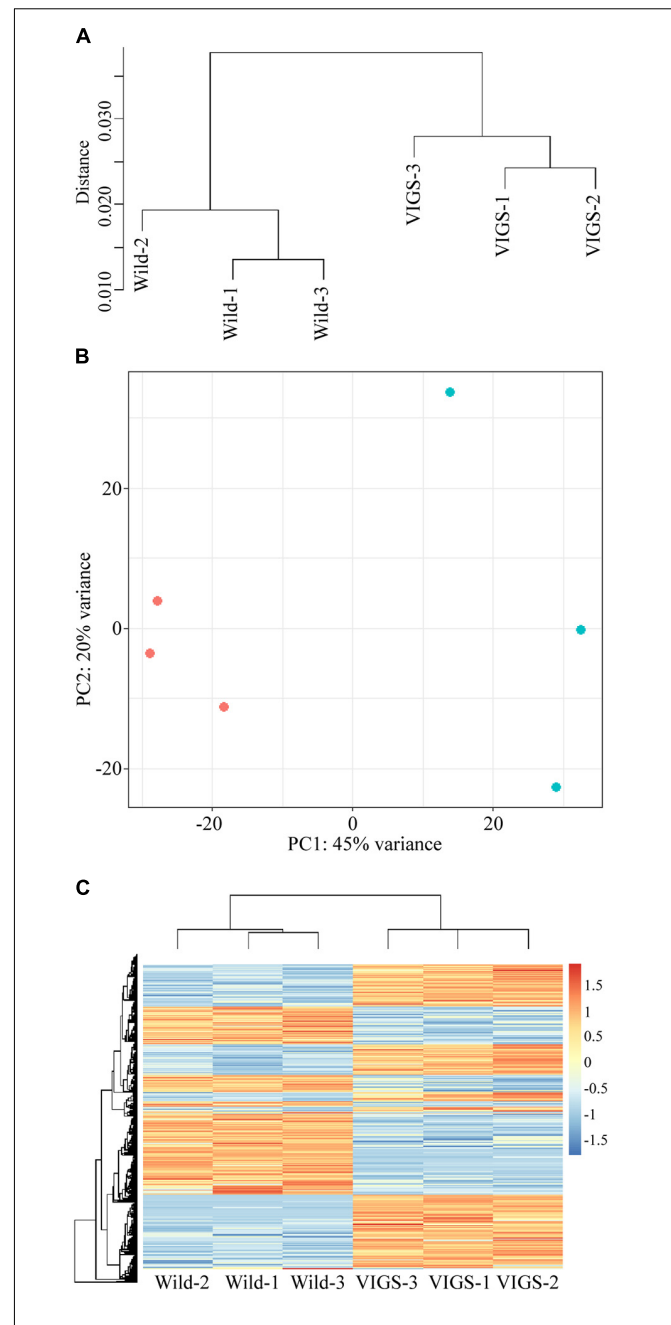 A
Distance
0.030
0.020
0.010
VIGS-3
VIGS-1
VIGS-2
Wild-2
Wild-1
Wild-3
B
PC2: 20% variance
20
0
-20
-20
0
20
PC1: 45% variance
C
1.5
1
0.5
0
-0.5
-1
-1.5
Wild-2 Wild-1 Wild-3 VIGS-3 VIGS-1 VIGS-2